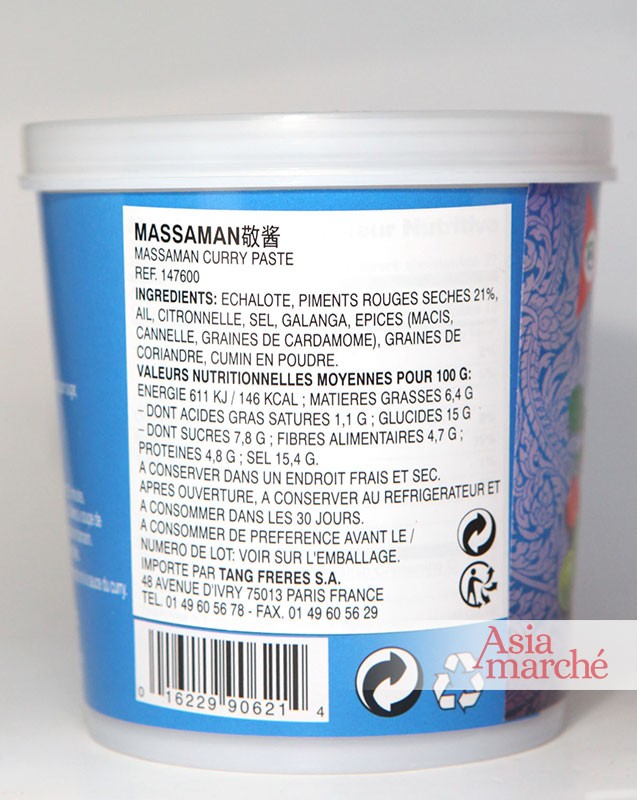 MASSAMAN敬酱
MASSAMAN CURRY PASTE
REF. 147600
INGREDIENTS: ECHALOTE, PIMENTS ROUGES SECHES 21%,
AIL, CITRONNELLE, SEL, GALANGA, EPICES (MACIS,
CANNELLE, GRAINES DE CARDAMOME), GRAINES DE
CORIANDRE, CUMIN EN POUDRE.
VALEURS NUTRITIONNELLES MOYENNES POUR 100 G:
ENERGIE 611 KJ / 146 KCAL ; MATIERES GRASSES 6,4 G
– DONT ACIDES GRAS SATURES 1,1 G ; GLUCIDES 15 G
– DONT SUCRES 7,8 G ; FIBRES ALIMENTAIRES 4,7 G ;
PROTEINES 4,8 G ; SEL 15,4 G.
A CONSERVER DANS UN ENDROIT FRAIS ET SEC.
APRES OUVERTURE, A CONSERVER AU REFRIGERATEUR ET
A CONSOMMER DANS LES 30 JOURS.
A CONSOMMER DE PREFERENCE AVANT LE /
NUMERO DE LOT: VOIR SUR L'EMBALLAGE.
IMPORTE PAR TANG FRERES S.A.
48 AVENUE D'IVRY 75013 PARIS FRANCE
TEL. 01 49 60 56 78 - FAX. 01 49 60 56 29
0 16229 90621 4
Asia
marché